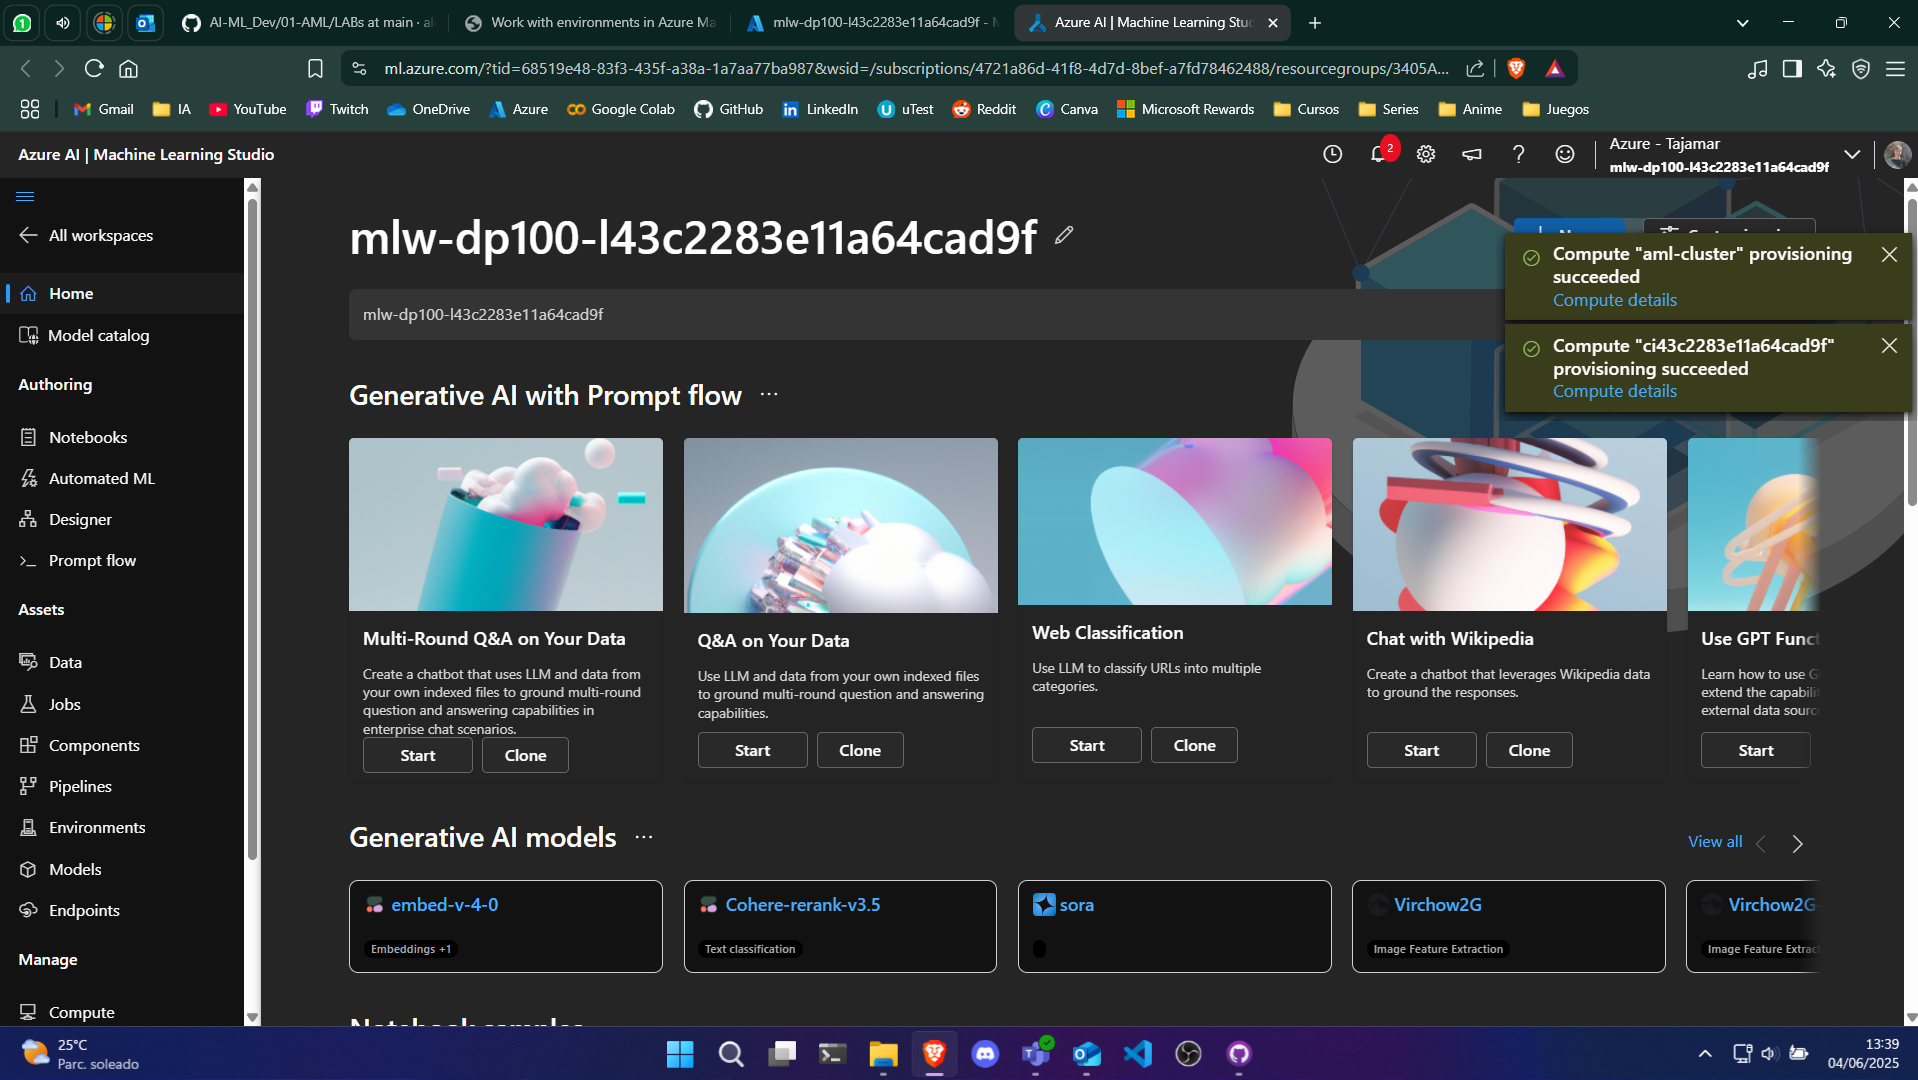 AI-ML_Dev/01-AML/LABs at main · al
Work with environments in Azure Ma
mlw-dp100-l43c2283e11a64cad9f -
Azure AI | Machine Learning Stud
ml.azure.com/?tid=68519e48-83f3-435f-a38a-1a7aa77ba987&wsid=/subscriptions/4721a86d-41f8-4d7d-8bef-a7fd78462488/resourcegroups/3405A...
Gmail
IA
YouTube
Twitch
OneDrive
Azure
Google Colab
GitHub
LinkedIn
uTest
Reddit
Canva
Microsoft Rewards
Cursos
Series
Anime
Juegos
Azure AI | Machine Learning Studio
2
Azure - Tajamar
mlw-dp100-l43c2283e11a64cad9f
All workspaces
Home
Model catalog
Authoring
Notebooks
Automated ML
Designer
Prompt flow
Assets
Data
Jobs
Components
Pipelines
Environments
Models
Endpoints
Manage
Compute
mlw-dp100-l43c2283e11a64cad9f
mlw-dp100-l43c2283e11a64cad9f
Compute "aml-cluster" provisioning
succeeded
Compute details
Compute "ci43c2283e11a64cad9f"
provisioning succeeded
Compute details
Generative AI with Prompt flow ...
Multi-Round Q&A on Your Data
Create a chatbot that uses LLM and data from
your own indexed files to ground multi-round
question and answering capabilities in
enterprise chat scenarios.
Start
Clone
Q&A on Your Data
Use LLM and data from your own indexed files
to ground multi-round question and answering
capabilities.
Start
Clone
Web Classification
Use LLM to classify URLs into multiple
categories.
Start
Clone
Chat with Wikipedia
Create a chatbot that leverages Wikipedia data
to ground the responses.
Start
Clone
Use GPT Funct
Learn how to use G
extend the capabilit
external data sourc
Start
Generative AI models ...
View all
embed-v-4-0
Embeddings +1
Cohere-rerank-v3.5
Text classification
sora
Virchow2G
Image Feature Extraction
Virchow2G-
Image Feature Extrac
Notebook samples
25°C
Parc. soleado
13:39
04/06/2025